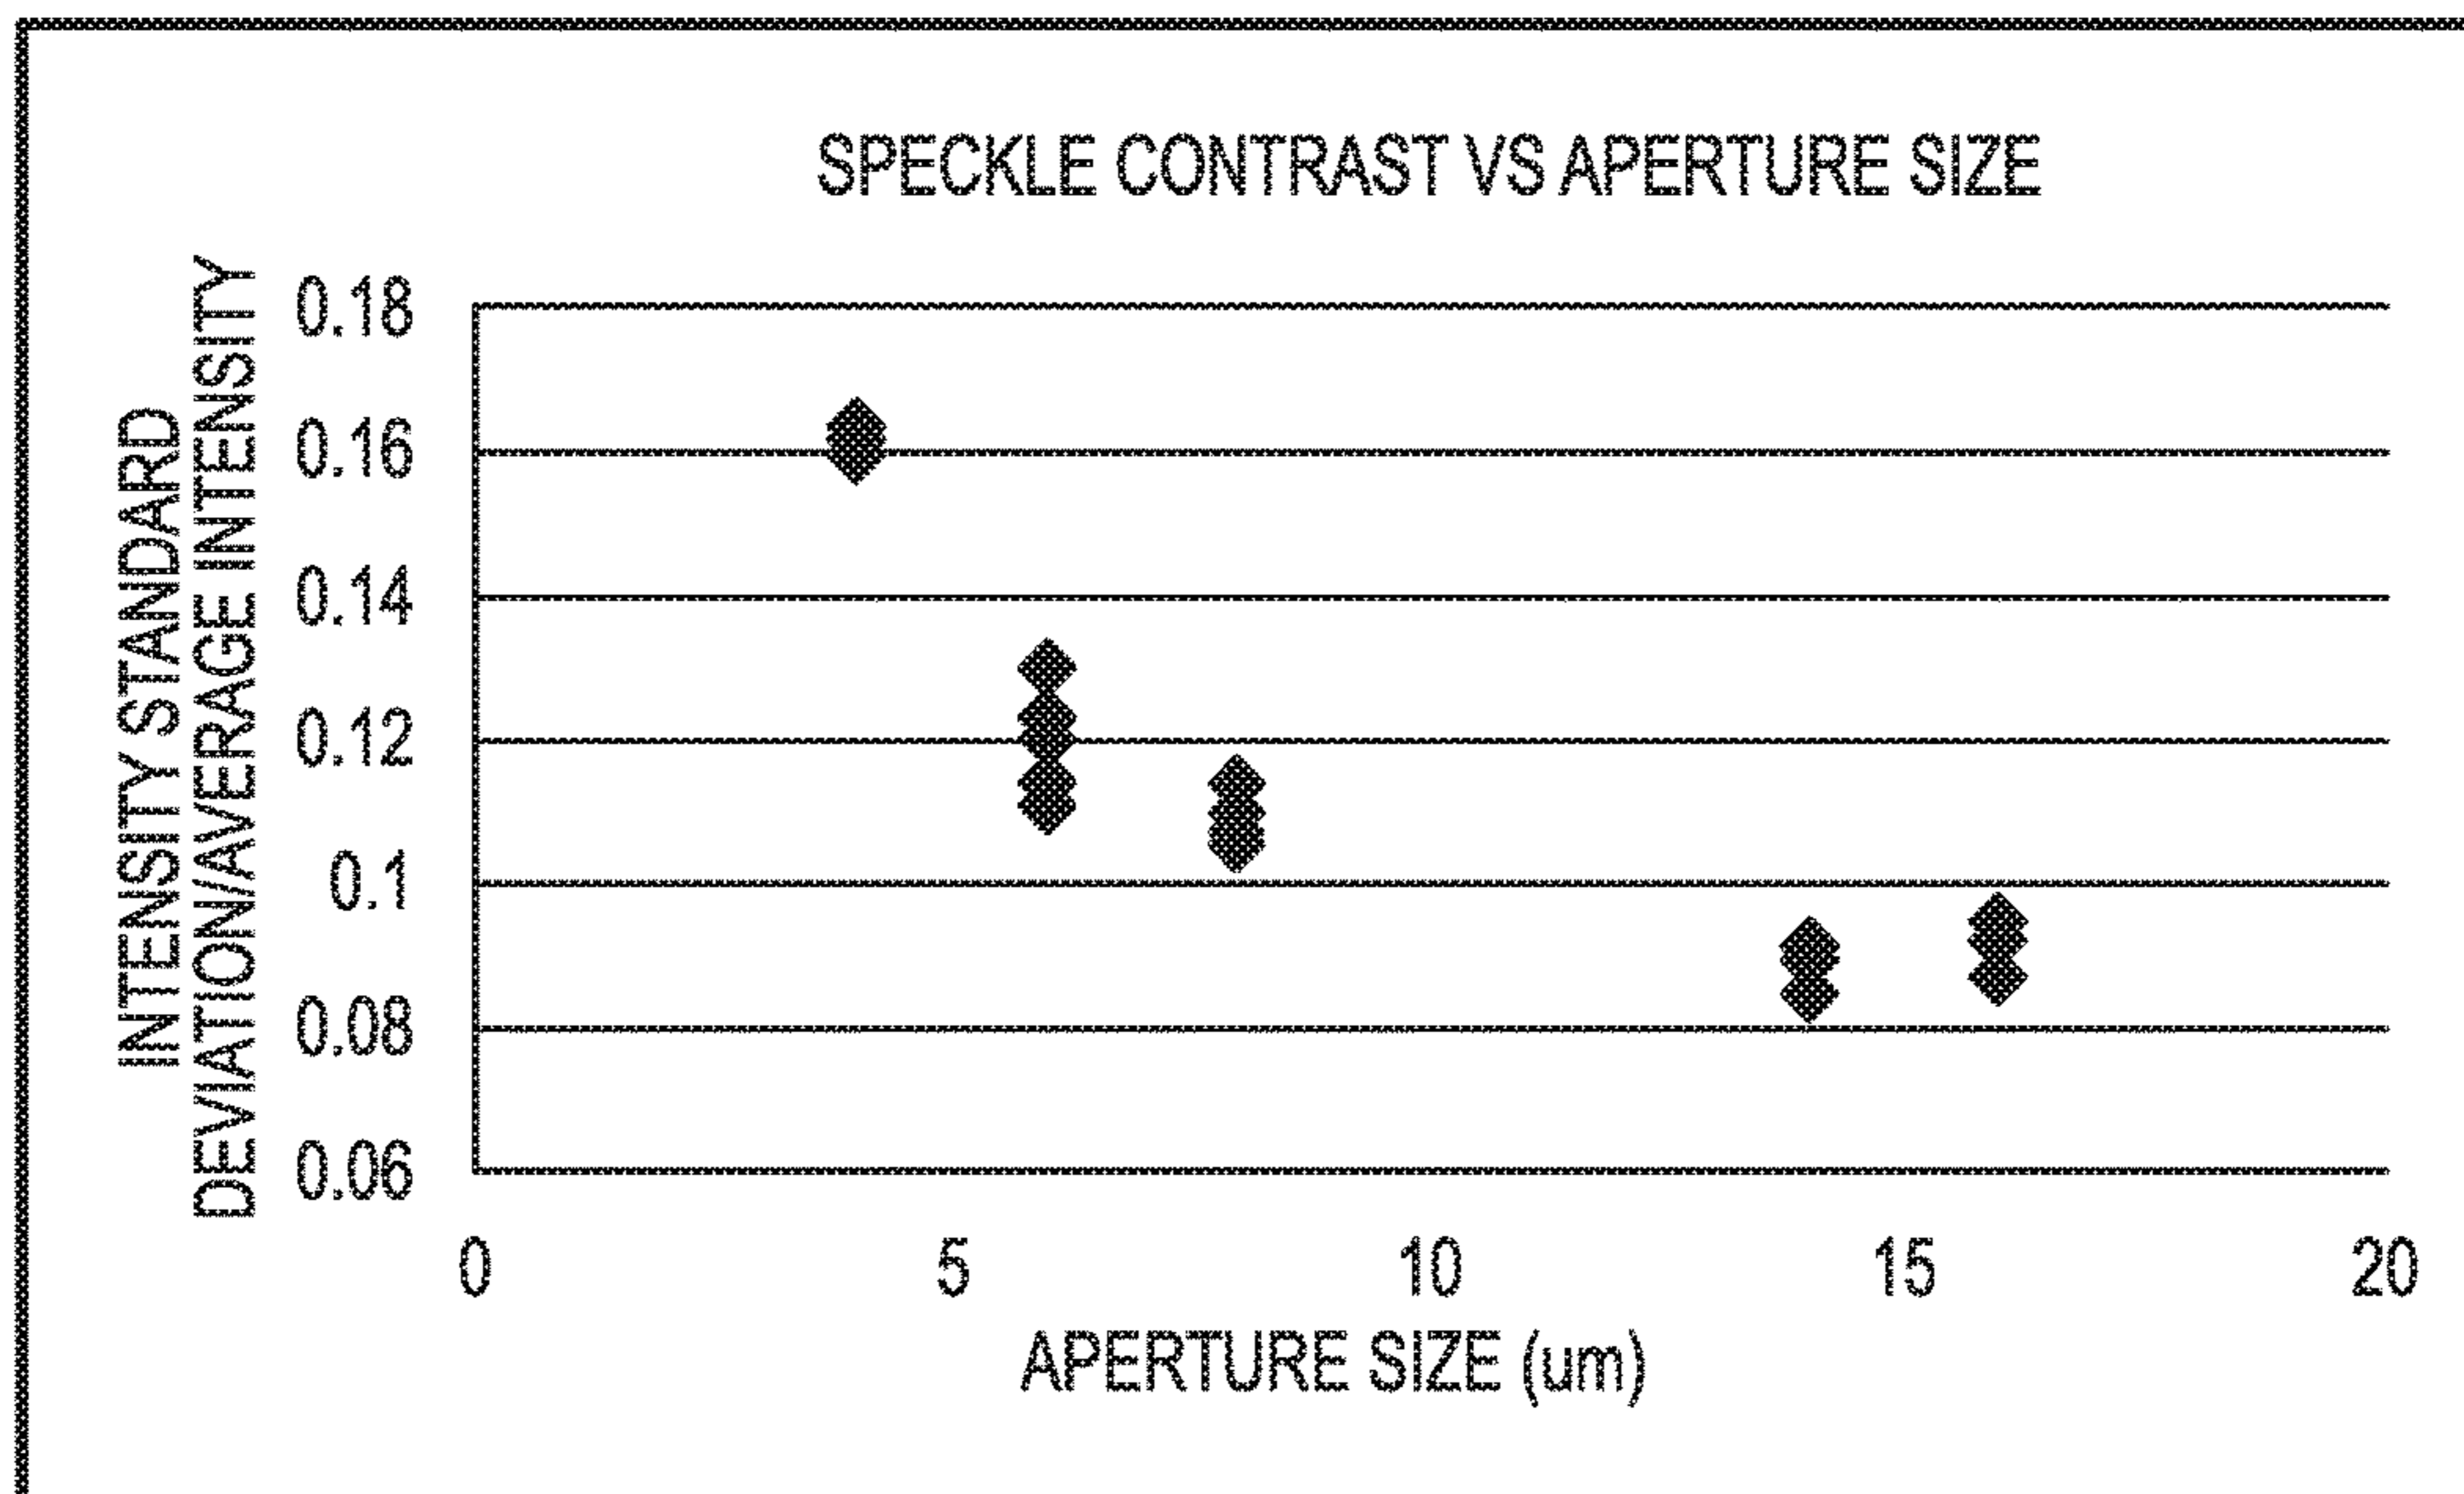 SPECKLE CONTRAST VS APERTURE SIZE
INTENSITY STANDARD
DEVIATION/AVERAGE INTENSITY
0.18
0.16
0.14
0.12
0.1
0.08
0.06
0 5 10 15 20
APERTURE SIZE (um)